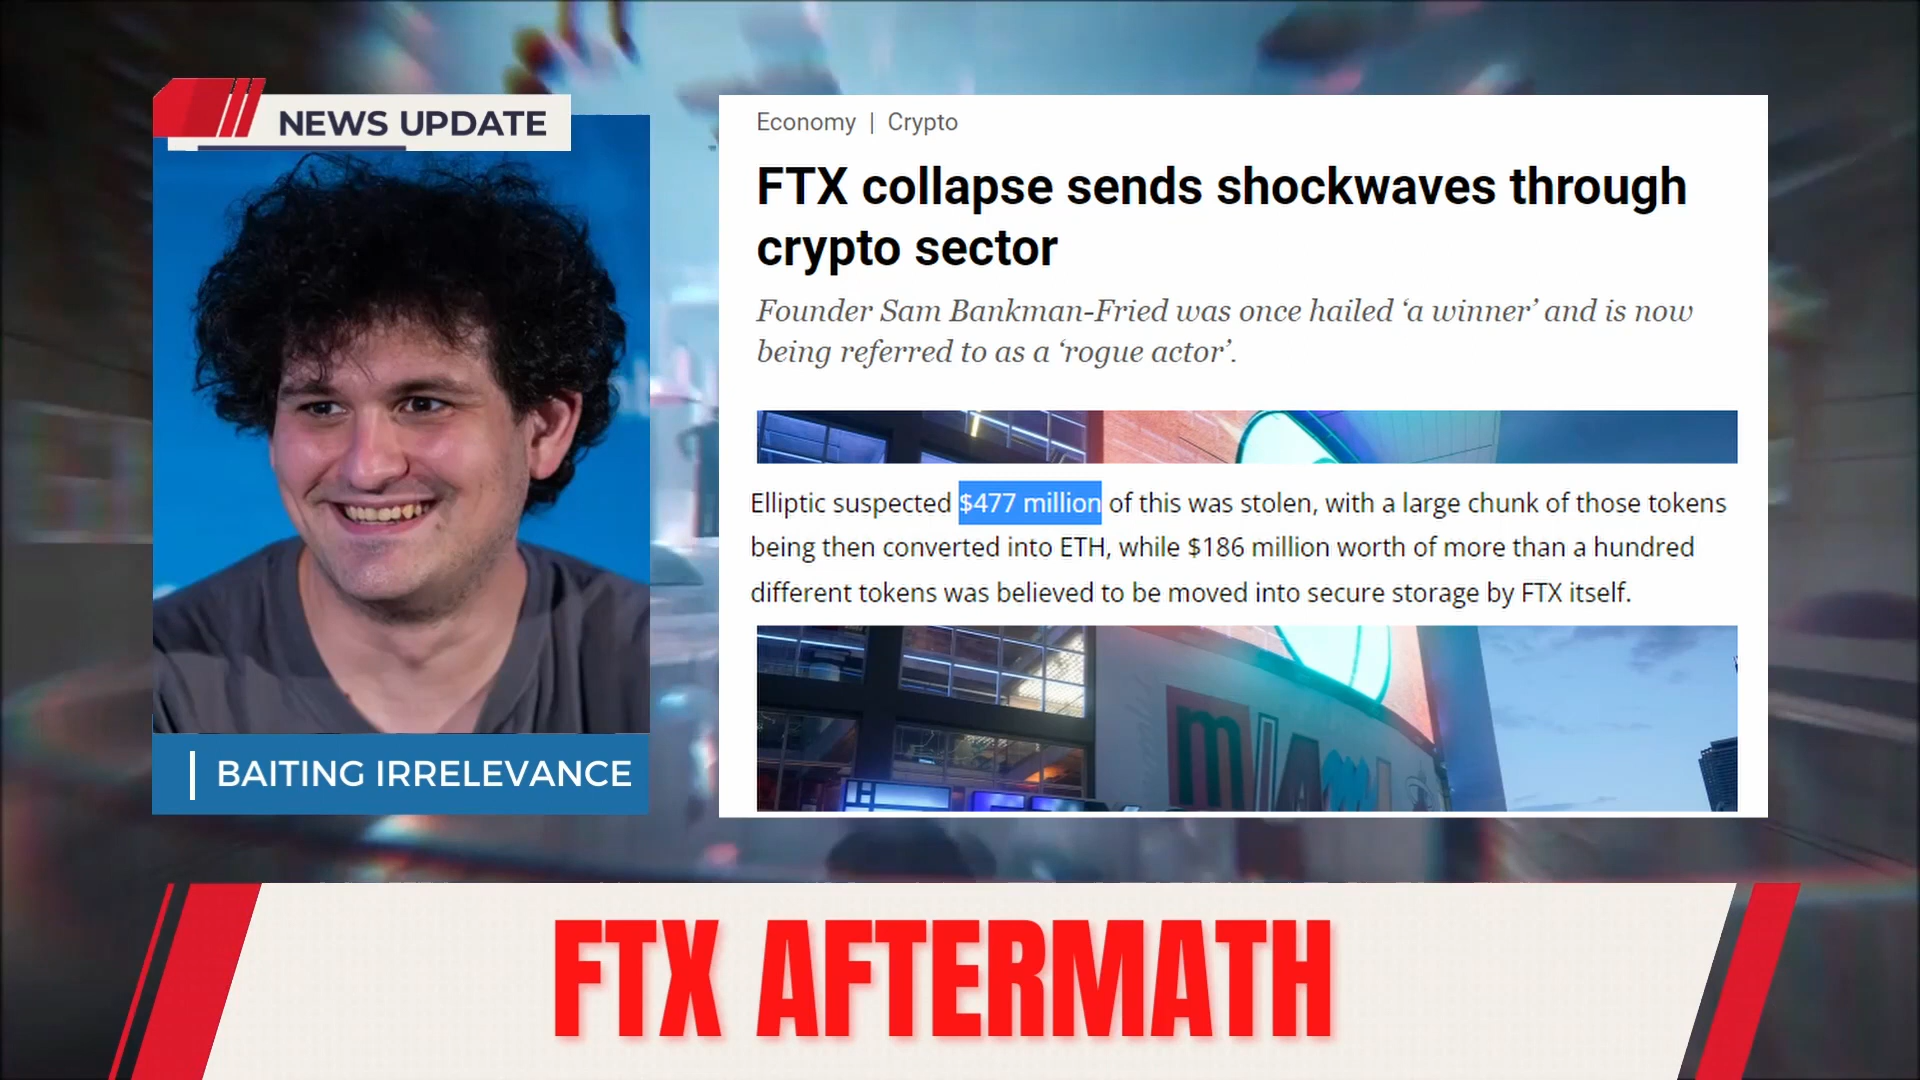 NEWS UPDATE
BAITING IRRELEVANCE
Economy | Crypto
FTX collapse sends shockwaves through
crypto sector
Founder Sam Bankman-Fried was once hailed ‘a winner’ and is now
being referred to as a ‘rogue actor’.
Elliptic suspected $477 million of this was stolen, with a large chunk of those tokens
being then converted into ETH, while $186 million worth of more than a hundred
different tokens was believed to be moved into secure storage by FTX itself.
MIAMI
FTX AFTERMATH